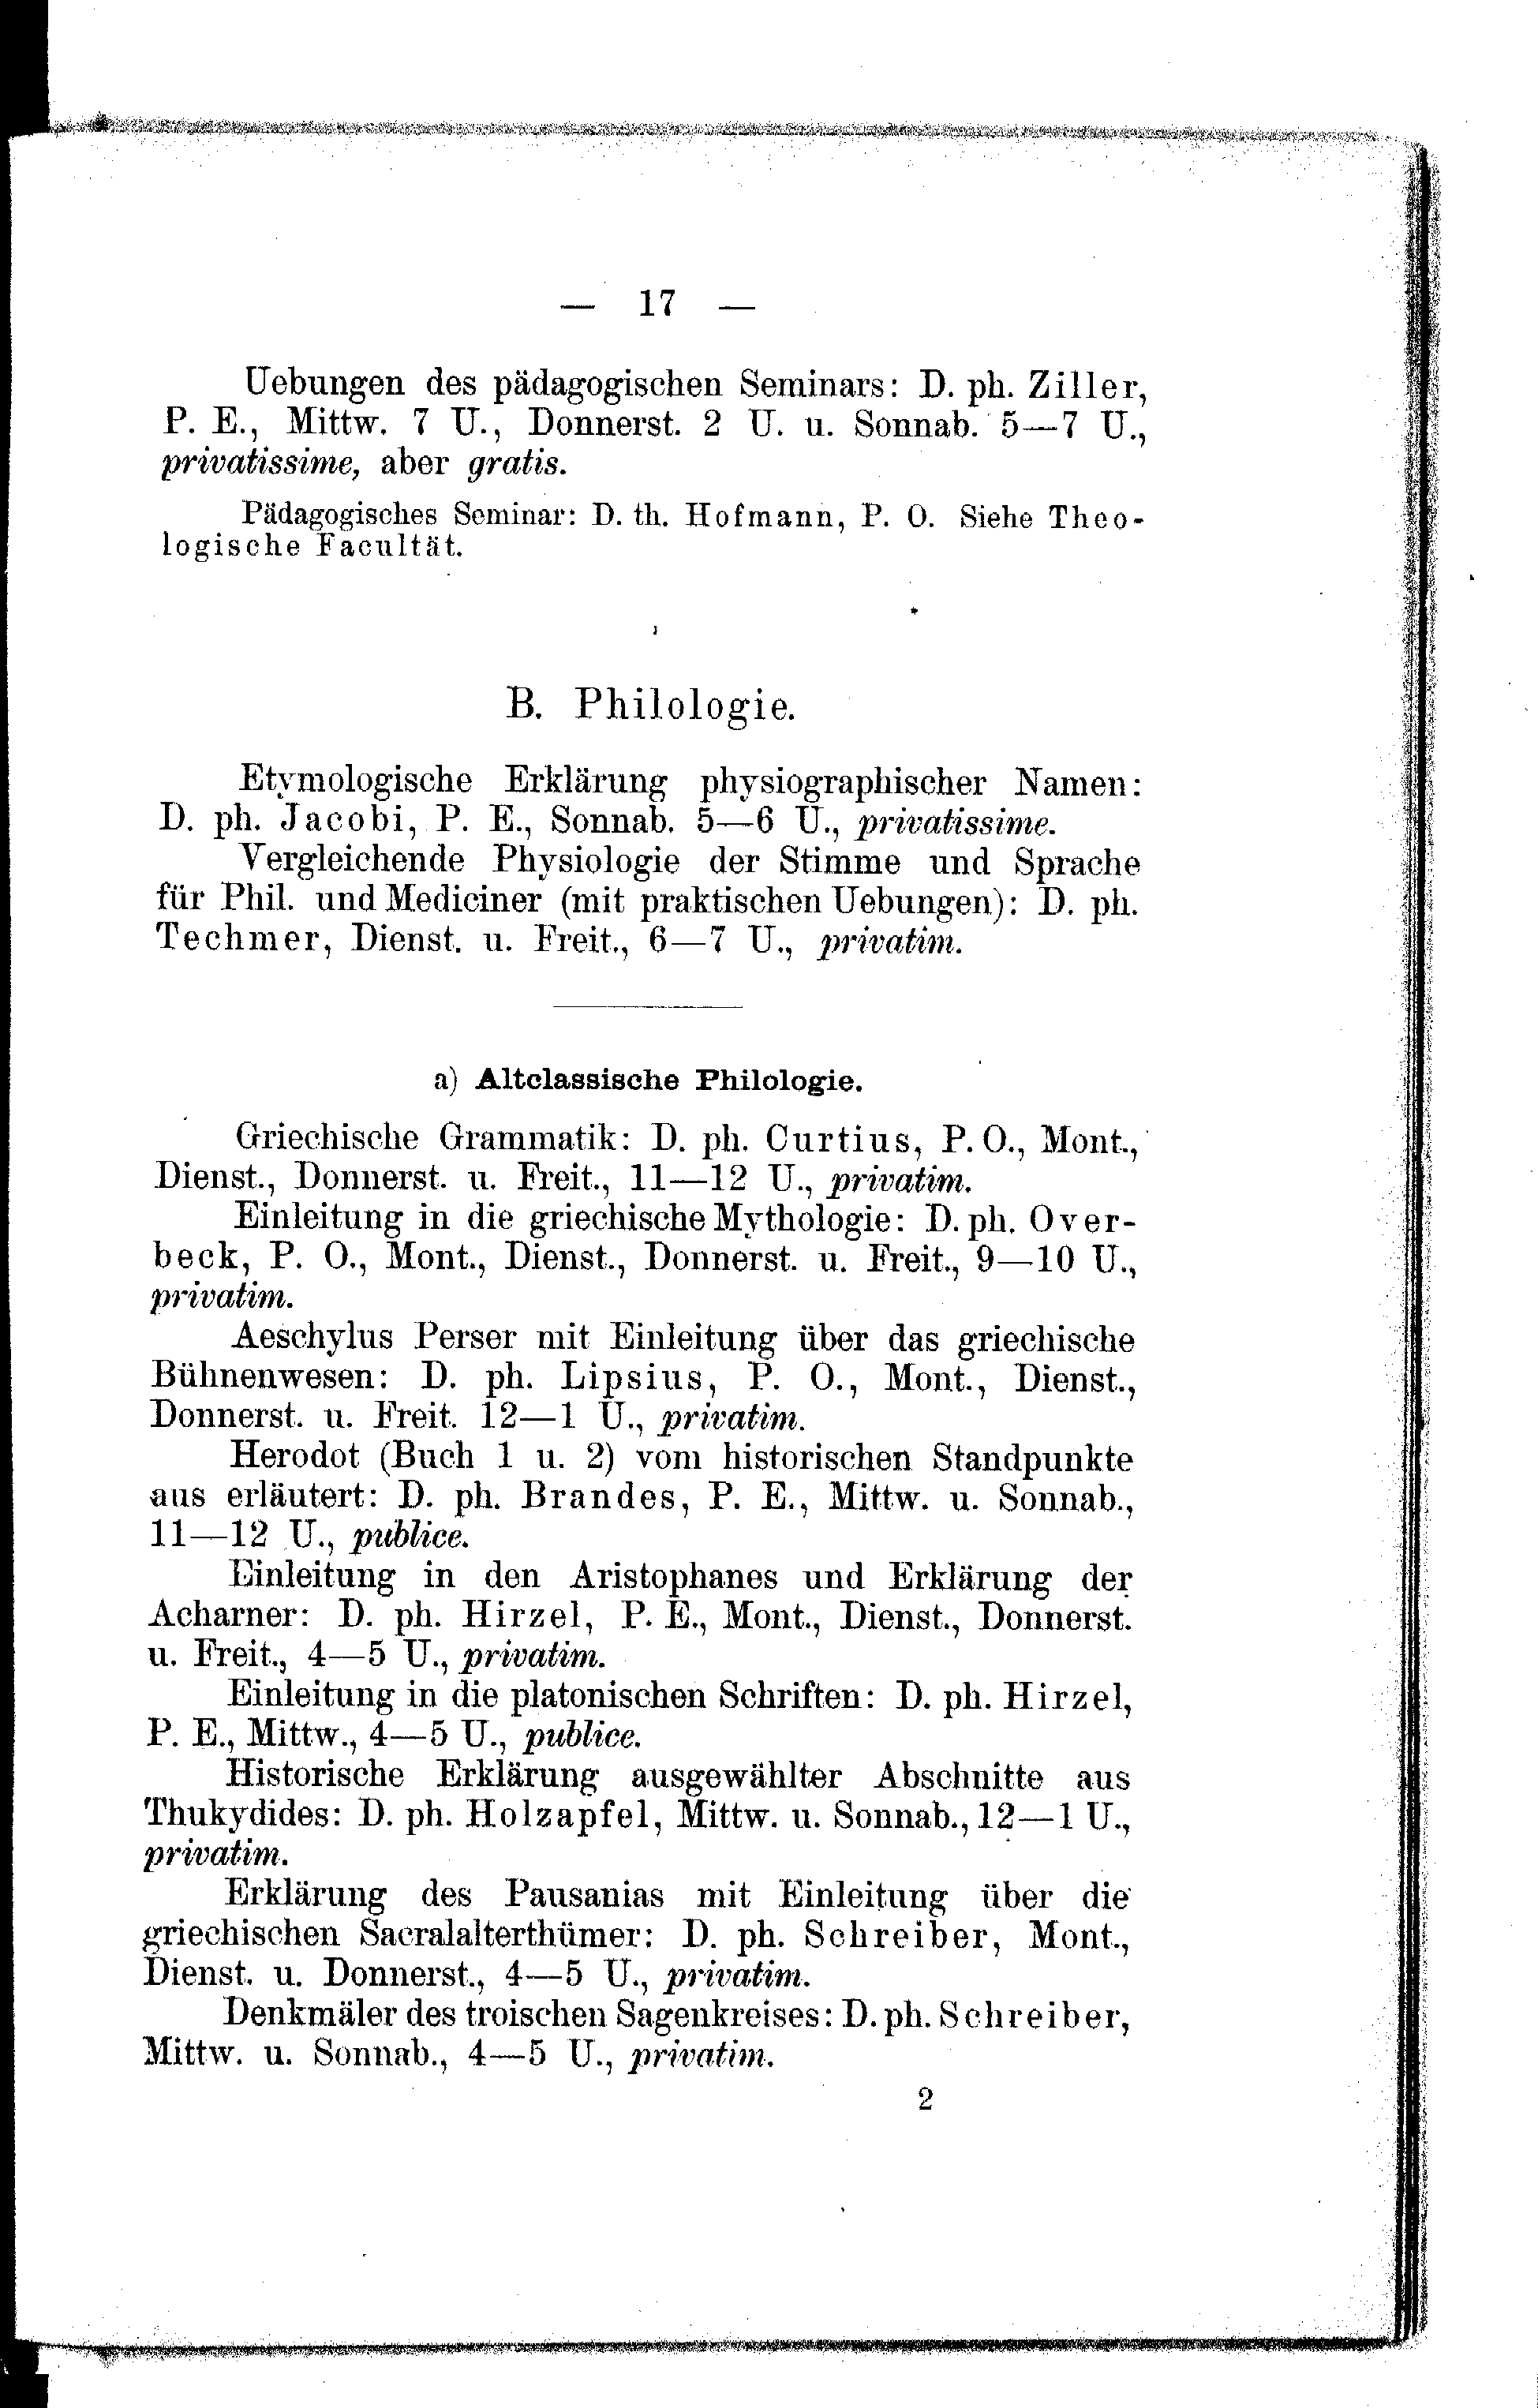 — 17 —
Uebungen des pädagogischen Seminars: D. ph. Ziller,
P. E., Mittw. 7 U., Donnerst. 2 U. u. Sonnab. 5—7 U.,
privatissime, aber gratis.
Pädagogisches Seminar: D. th. Hofmann, P. O. Siehe Theo-
logische Facultät.
B. Philologie.
Etymologische Erklärung physiographischer Namen:
D. ph. Jacobi, P. E., Sonnab. 5—6 U., privatissime.
Vergleichende Physiologie der Stimme und Sprache
für Phil. und Mediciner (mit praktischen Uebungen): D. ph.
Techmer, Dienst. u. Freit., 6—7 U., privatim.
a) Altclassische Philologie.
Griechische Grammatik: D. ph. Curtius, P. O., Mont.,
Dienst., Donnerst. u. Freit., 11—12 U., privatim.
Einleitung in die griechische Mythologie: D. ph. Over-
beck, P. O., Mont., Dienst., Donnerst. u. Freit., 9—10 U.,
privatim.
Aeschylus Perser mit Einleitung über das griechische
Bühnenwesen: D. ph. Lipsius, P. O., Mont., Dienst.,
Donnerst. u. Freit. 12—1 U., privatim.
Herodot (Buch 1 u. 2) vom historischen Standpunkte
aus erläutert: D. ph. Brandes, P. E., Mittw. u. Sonnab.,
11—12 U., publice.
Einleitung in den Aristophanes und Erklärung der
Acharner: D. ph. Hirzel, P. E., Mont., Dienst., Donnerst.
u. Freit., 4—5 U., privatim.
Einleitung in die platonischen Schriften: D. ph. Hirzel,
P. E., Mittw., 4—5 U., publice.
Historische Erklärung ausgewählter Abschnitte aus
Thukydides: D. ph. Holzapfel, Mittw. u. Sonnab., 12—1 U.,
privatim.
Erklärung des Pausanias mit Einleitung über die
griechischen Sacralalterthümer: D. ph. Schreiber, Mont.,
Dienst. u. Donnerst., 4—5 U., privatim.
Denkmäler des troischen Sagenkreises: D. ph. Schreiber,
Mittw. u. Sonnab., 4—5 U., privatim.
2